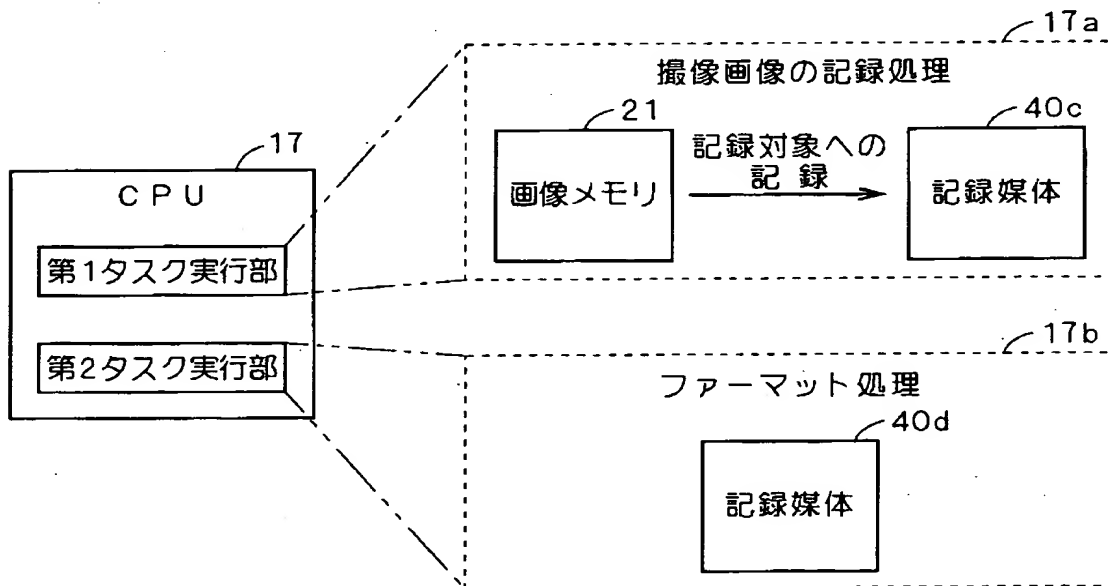 17a
撮像画像の記録処理
21
40c
記録対象への
記録
画像メモリ
記録媒体
17
CPU
第1タスク実行部
第2タスク実行部
17b
ファーマット処理
40d
記録媒体